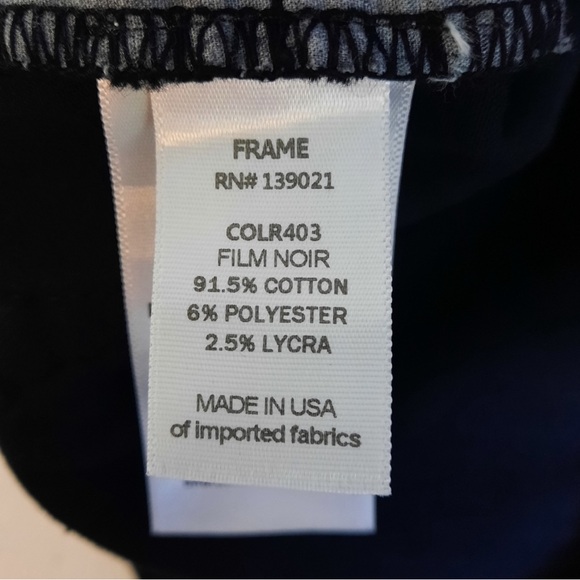 FRAME
RN# 139021
COLR403
FILM NOIR
91.5% COTTON
6% POLYESTER
2.5% LYCRA
MADE IN USA
of imported fabrics